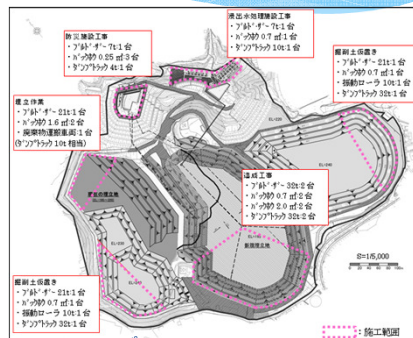 防災施設工事
・ブルドーザー 7t:1 台
・バックホウ 0.25 ㎥:3 台
・ダンプトラック 4t:1 台
浸出水処理施設工事
・ブルドーザー 7t:1 台
・バックホウ 0.7 ㎥:1 台
・ダンプトラック 10t:1 台
掘削土仮置き
・ブルドーザー 21t:1 台
・バックホウ 0.7 ㎥:1 台
・振動ローラ 10t:1 台
・ダンプトラック 32t:1 台
埋立作業
・ブルドーザー 21t:1 台
・バックホウ 1.6 ㎥:2 台
・廃棄物運搬車両:1 台
(ダンプトラック 10t 相当)
造成工事
・ブルドーザー 32t:2 台
・バックホウ 0.7 ㎥:2 台
・バックホウ 2.0 ㎥:2 台
・ダンプトラック 32t:2 台
新規埋立地
掘削土仮置き
・ブルドーザー 21t:1 台
・バックホウ 0.7 ㎥:1 台
・振動ローラ 10t:1 台
・ダンプトラック 32t:1 台
S=1/5,000
:施工範囲